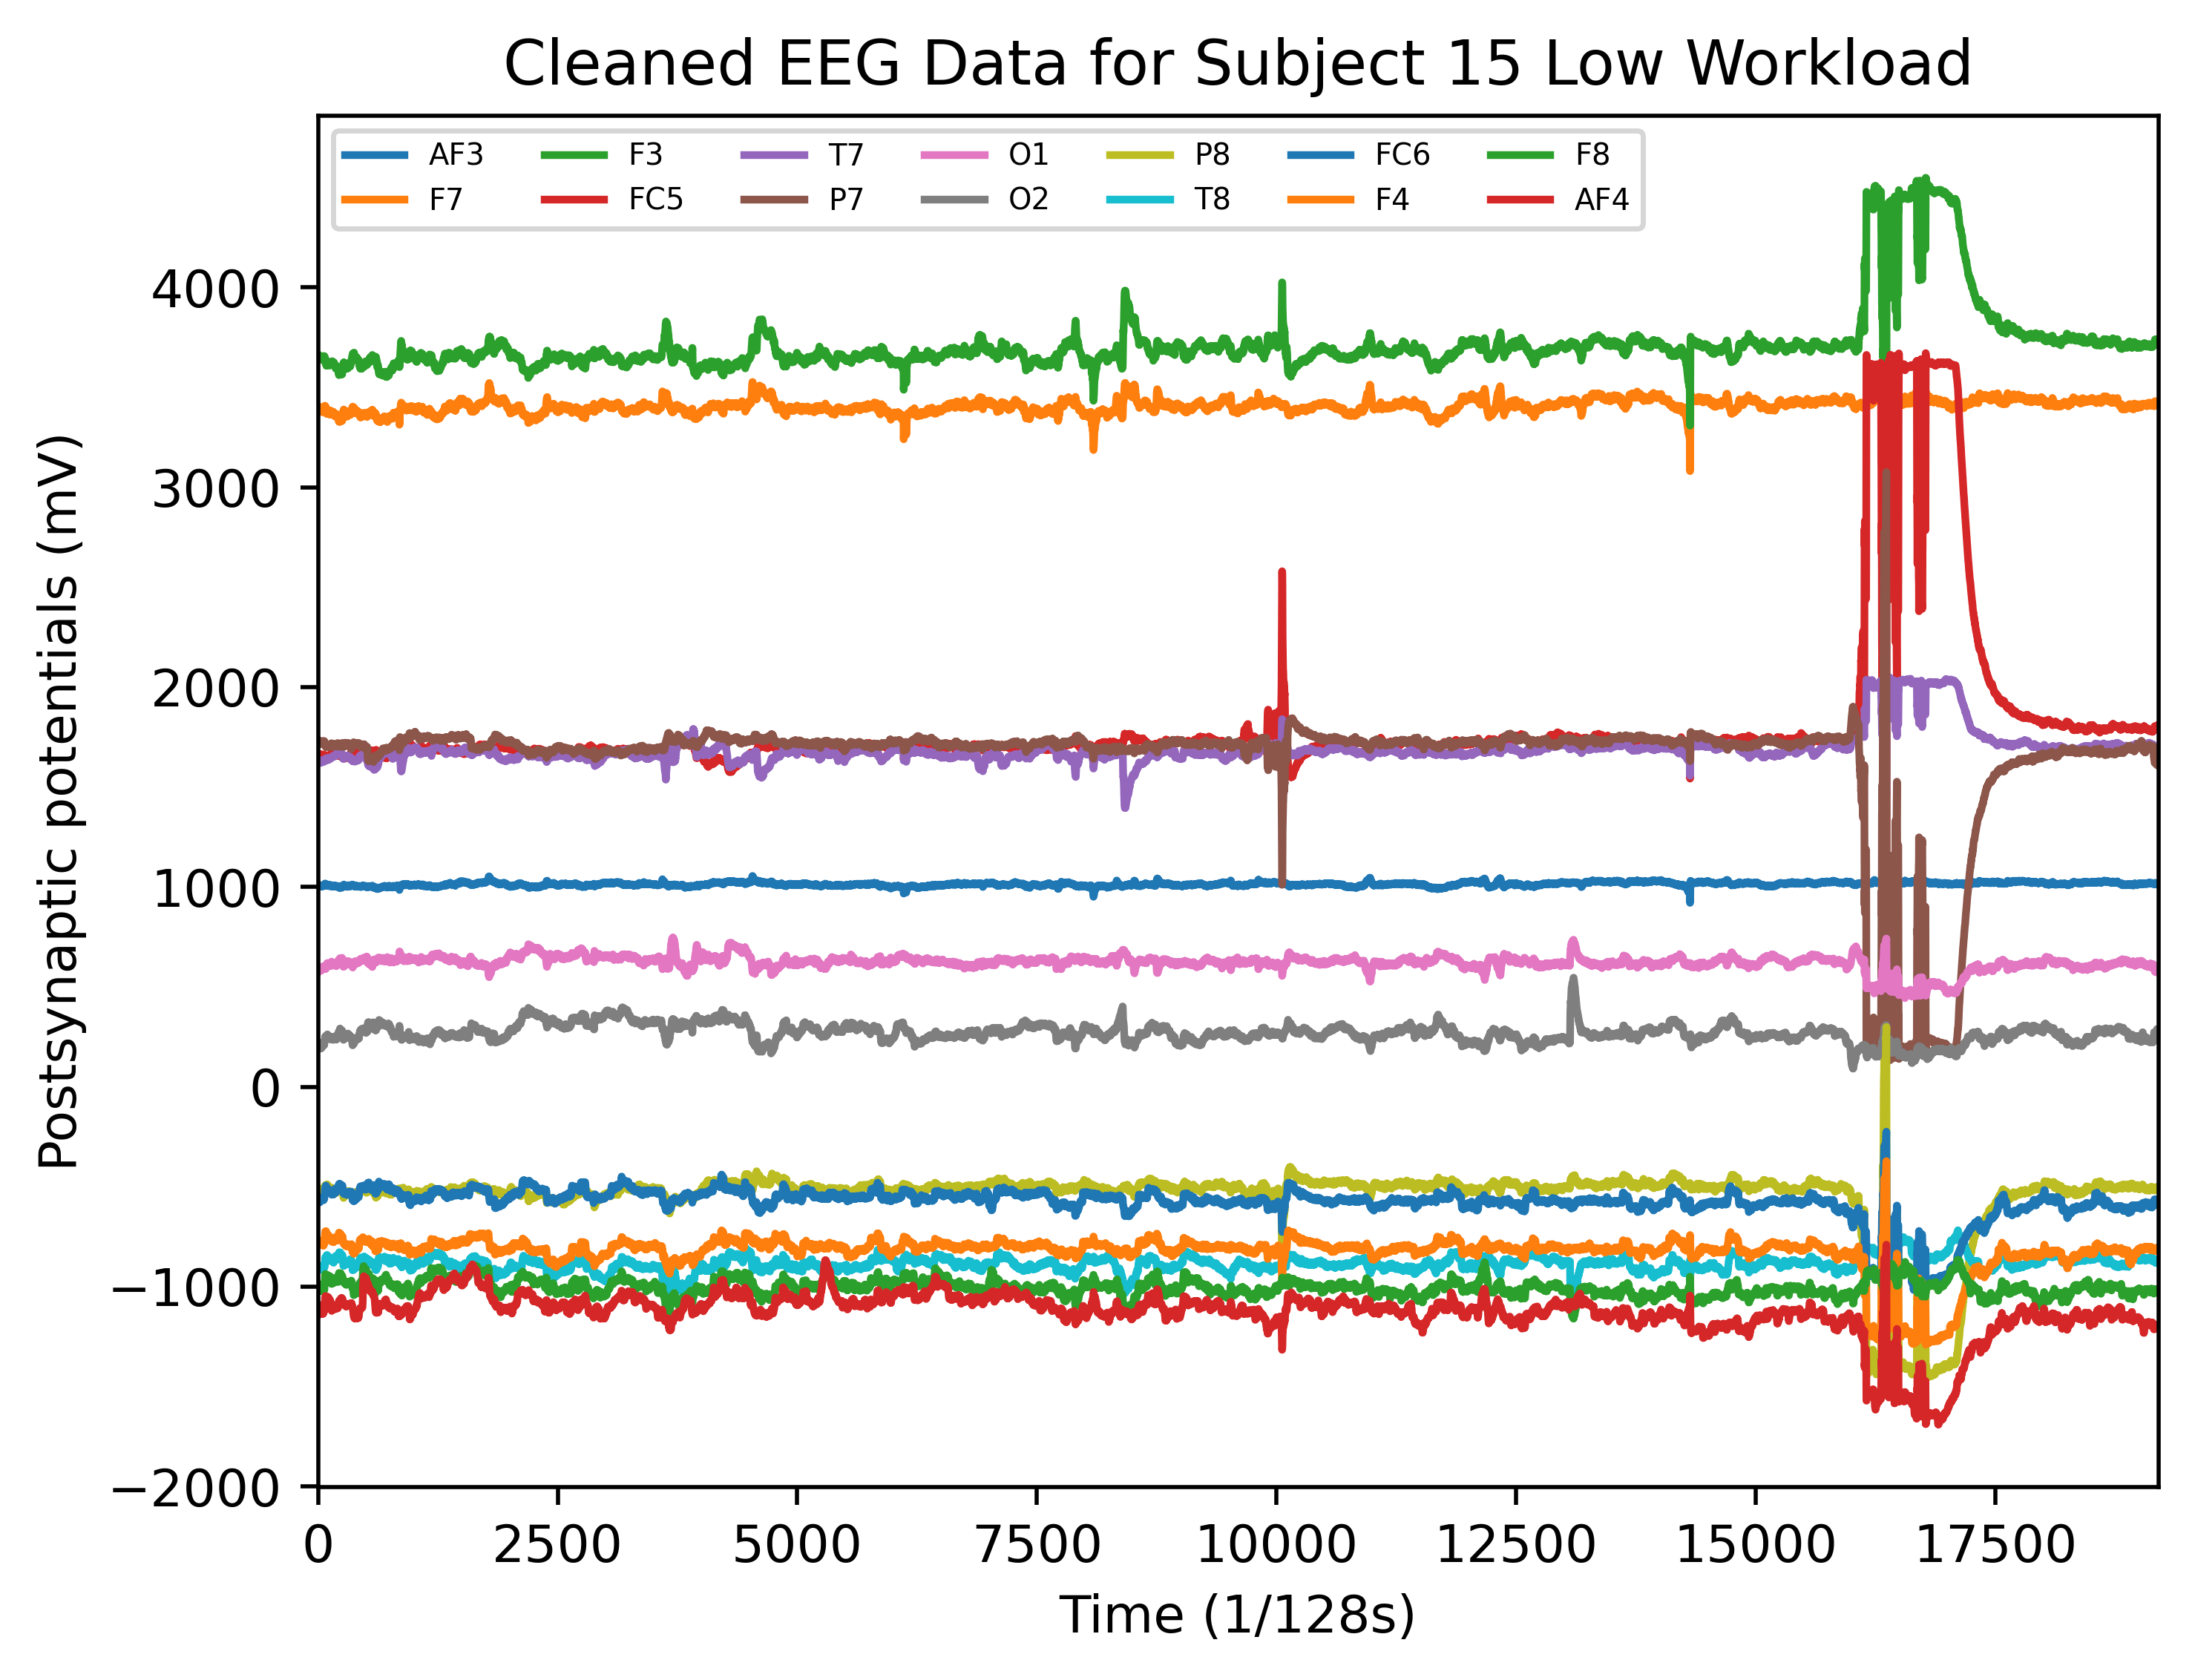 Cleaned EEG Data for Subject 15 Low Workload
AF3 F3 T7 O1 P8 FC6 F8
F7 FC5 P7 O2 T8 F4 AF4
4000
3000
2000
1000
0
−1000
−2000
Postsynaptic potentials (mV)
0 2500 5000 7500 10000 12500 15000 17500
Time (1/128s)